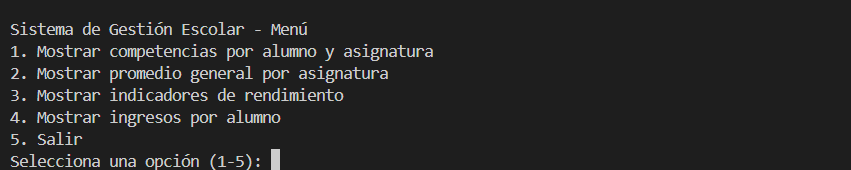 Sistema de Gestión Escolar - Menú
1. Mostrar competencias por alumno y asignatura
2. Mostrar promedio general por asignatura
3. Mostrar indicadores de rendimiento
4. Mostrar ingresos por alumno
5. Salir
Selecciona una opción (1-5):